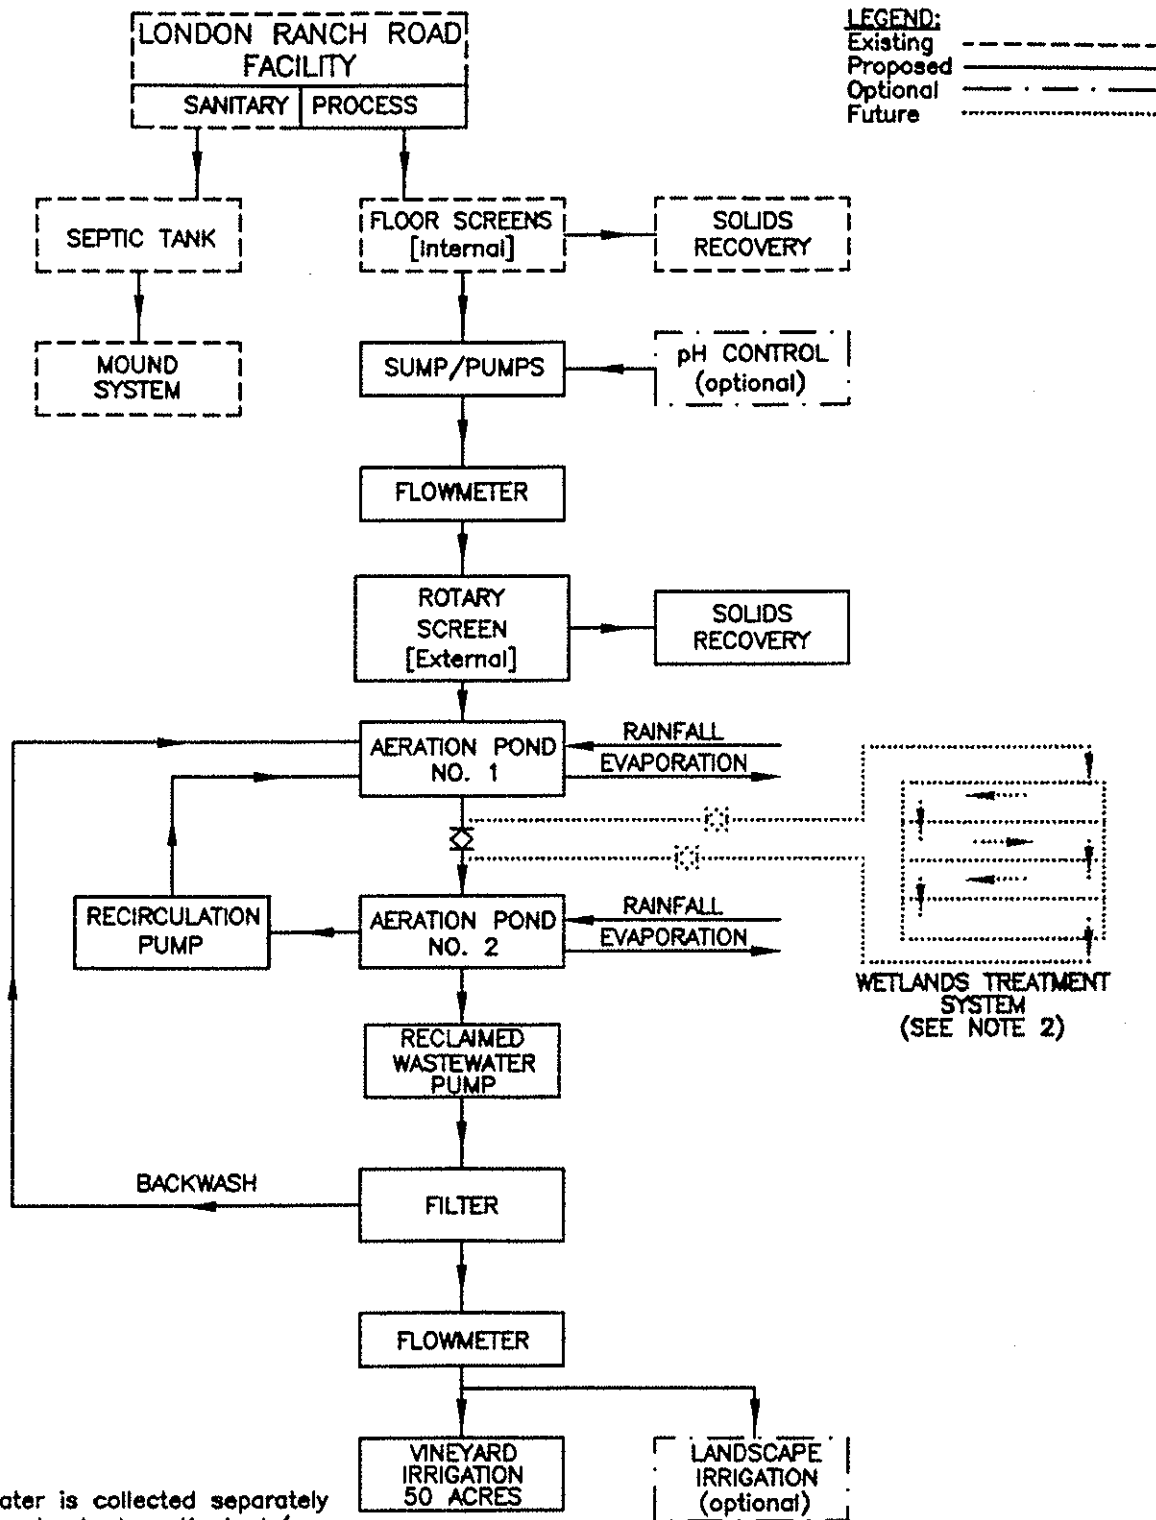 LONDON RANCH ROAD
FACILITY
SANITARY
PROCESS
LEGEND:
Existing
Proposed
Optional
Future
SEPTIC TANK
FLOOR SCREENS
[Internal]
SOLIDS
RECOVERY
MOUND
SYSTEM
SUMP/PUMPS
pH CONTROL
(optional)
FLOWMETER
ROTARY
SCREEN
[External]
SOLIDS
RECOVERY
AERATION POND
NO. 1
RAINFALL
EVAPORATION
RECIRCULATION
PUMP
AERATION POND
NO. 2
RAINFALL
EVAPORATION
WETLANDS TREATMENT
SYSTEM
(SEE NOTE 2)
RECLAIMED
WASTEWATER
PUMP
BACKWASH
FILTER
FLOWMETER
VINEYARD
IRRIGATION
50 ACRES
LANDSCAPE
IRRIGATION
(optional)
ater is collected separately